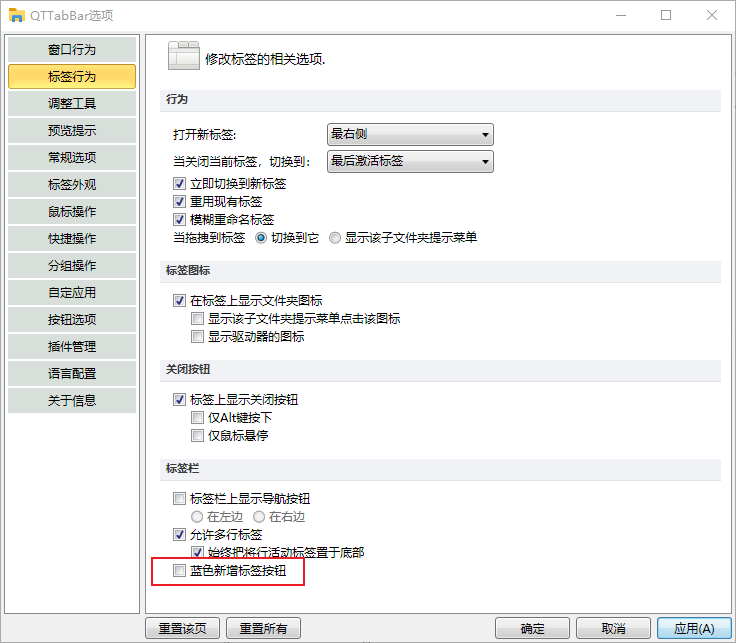 QTTabBar选项
窗口行为
标签行为
调整工具
预览提示
常规选项
标签外观
鼠标操作
快捷操作
分组操作
自定应用
按钮选项
插件管理
语言配置
关于信息
修改标签的相关选项.
行为
打开新标签: 最右侧
当关闭当前标签，切换到: 最后激活标签
立即切换到新标签
重用现有标签
模糊重命名标签
当拖拽到标签 切换到它 显示该子文件夹提示菜单
标签图标
在标签上显示文件夹图标
显示该子文件夹提示菜单点击该图标
显示驱动器的图标
关闭按钮
标签上显示关闭按钮
仅Alt键按下
仅鼠标悬停
标签栏
标签栏上显示导航按钮
在左边 在右边
允许多行标签
始终把将行活动标签置于底部
蓝色新增标签按钮
重置该页 重置所有 确定 取消 应用(A)